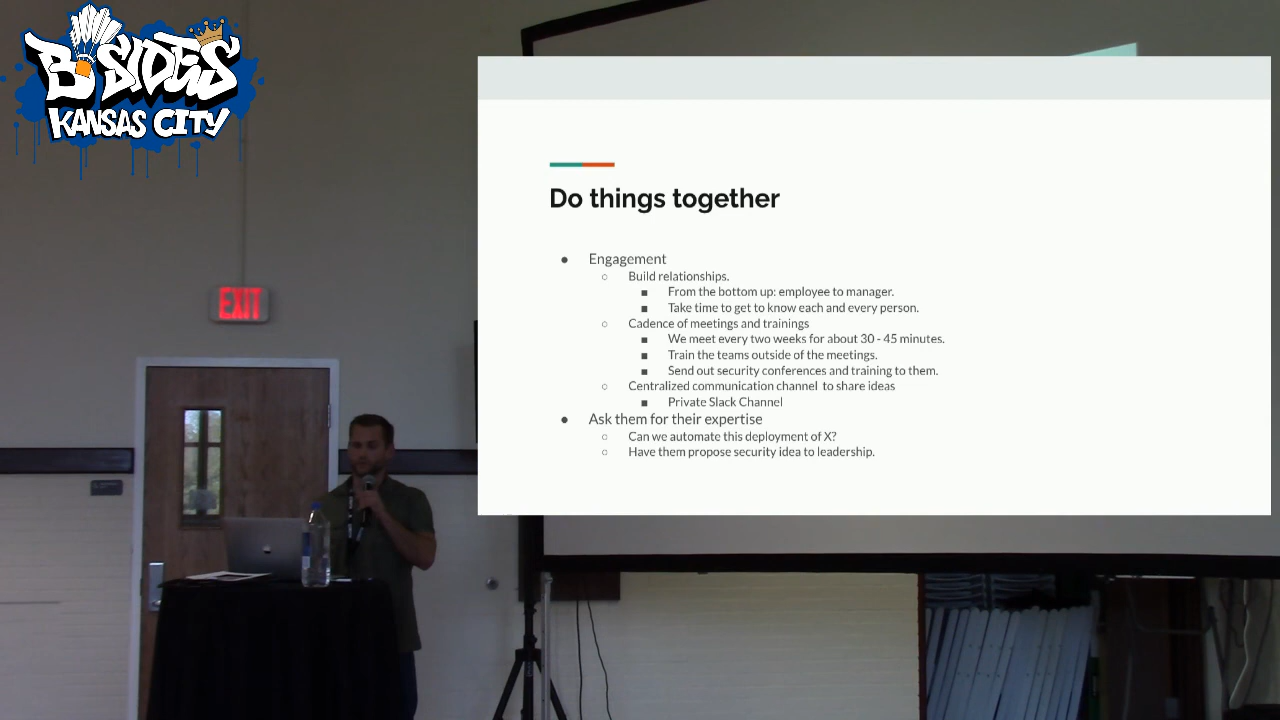 B•SIDES
KANSAS CITY
EXIT
Do things together
● Engagement
○ Build relationships.
■ From the bottom up: employee to manager.
■ Take time to get to know each and every person.
○ Cadence of meetings and trainings
■ We meet every two weeks for about 30 - 45 minutes.
■ Train the teams outside of the meetings.
■ Send out security conferences and training to them.
○ Centralized communication channel to share ideas
■ Private Slack Channel
● Ask them for their expertise
○ Can we automate this deployment of X?
○ Have them propose security idea to leadership.